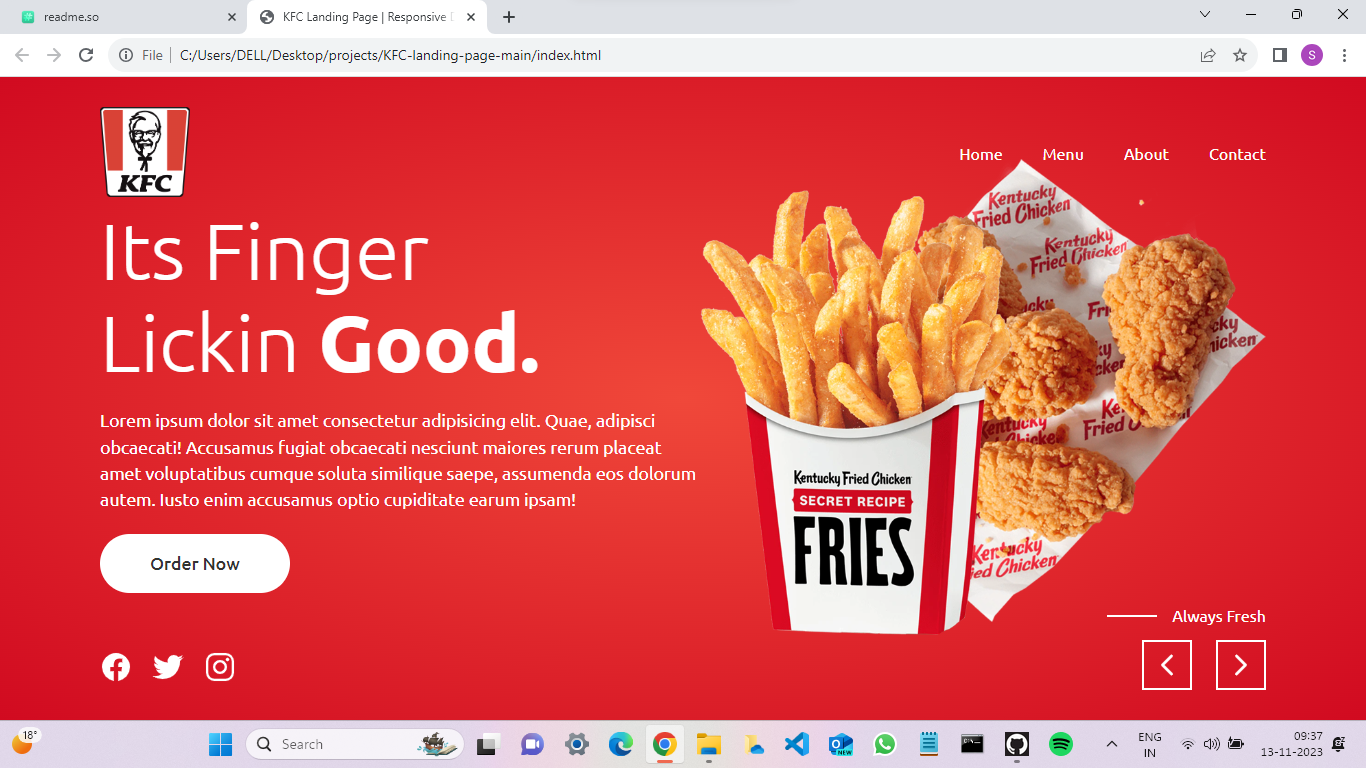 readme.so
KFC Landing Page | Responsive
File
C:/Users/DELL/Desktop/projects/KFC-landing-page-main/index.html
S
KFC
Home
Menu
About
Contact
Its Finger
Lickin Good.
Lorem ipsum dolor sit amet consectetur adipisicing elit. Quae, adipisci
obcaecati! Accusamus fugiat obcaecati nesciunt maiores rerum placeat
amet voluptatibus cumque soluta similique saepe, assumenda eos dolorum
autem. Iusto enim accusamus optio cupiditate earum ipsam!
Order Now
Kentucky
Fried Chicken
Kentucky
Fried Chicken
Kentucky Fried Chicken
SECRET RECIPE
FRIES
Fried
Kentucky
Fried Chicken
Always Fresh
18°
Search
NEW
ENG
IN
09:37
13-11-2023